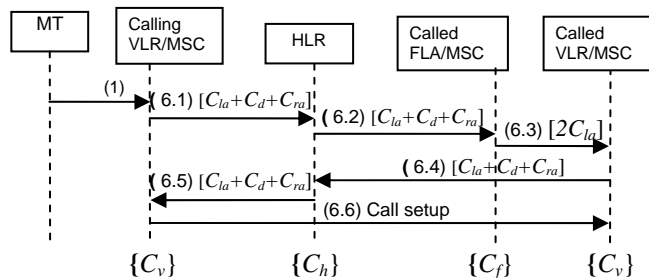 MT
Calling
VLR/MSC
HLR
Called
FLA/MSC
Called
VLR/MSC
(1)
( 6.1) [Cla+Cd+Cra]
( 6.2) [Cla+Cd+Cra]
(6.3) [2Cla]
( 6.4) [Cla+Cd+Cra]
( 6.5) [Cla+Cd+Cra]
(6.6) Call setup
{Cv}
{Ch}
{Cf}
{Cv}